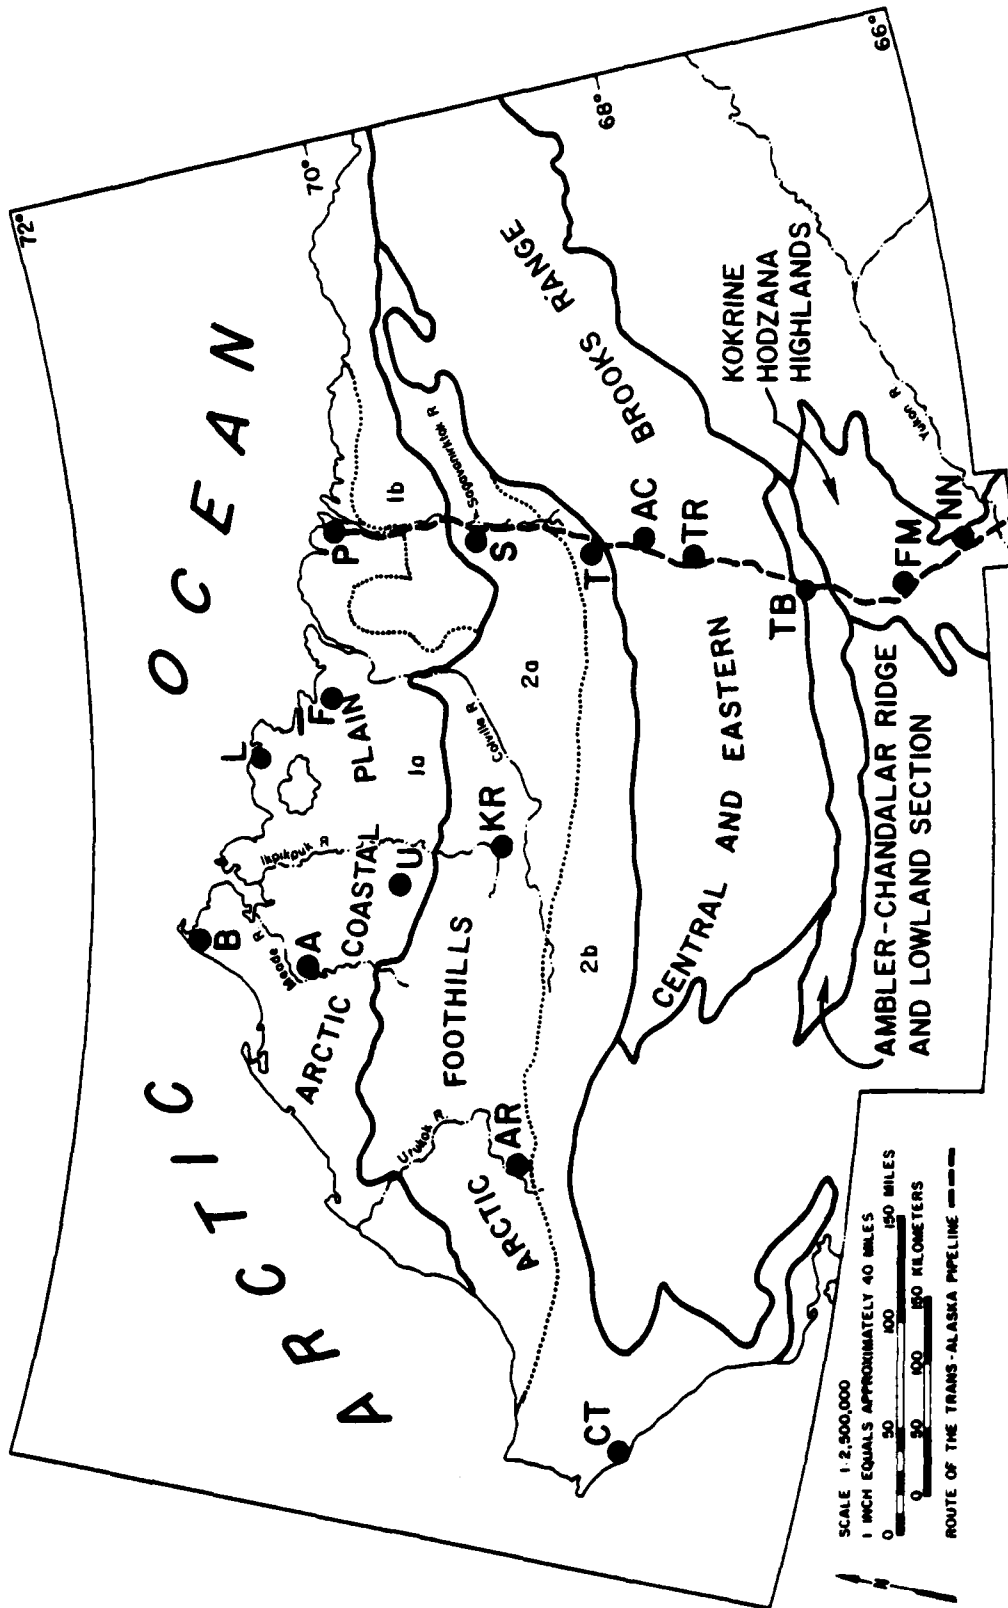 72°
70°
68°
66°
ARCTIC OCEAN
B
L
A
F
P
Meade R
Ikpikpuk R
ARCTIC COASTAL PLAIN
U
1a
1b
Sagavanirktok R
S
KR
Colville R
2a
Utukok R
ARCTIC FOOTHILLS
AR
2b
T
AC
TR
CENTRAL AND EASTERN BROOKS RANGE
CT
TB
KOKRINE
HODZANA
HIGHLANDS
FM
NN
Yukon R
AMBLER-CHANDALAR RIDGE
AND LOWLAND SECTION
SCALE 1:2,500,000
1 INCH EQUALS APPROXIMATELY 40 MILES
0 50 100 150 MILES
0 50 100 150 KILOMETERS
ROUTE OF THE TRANS-ALASKA PIPELINE
N